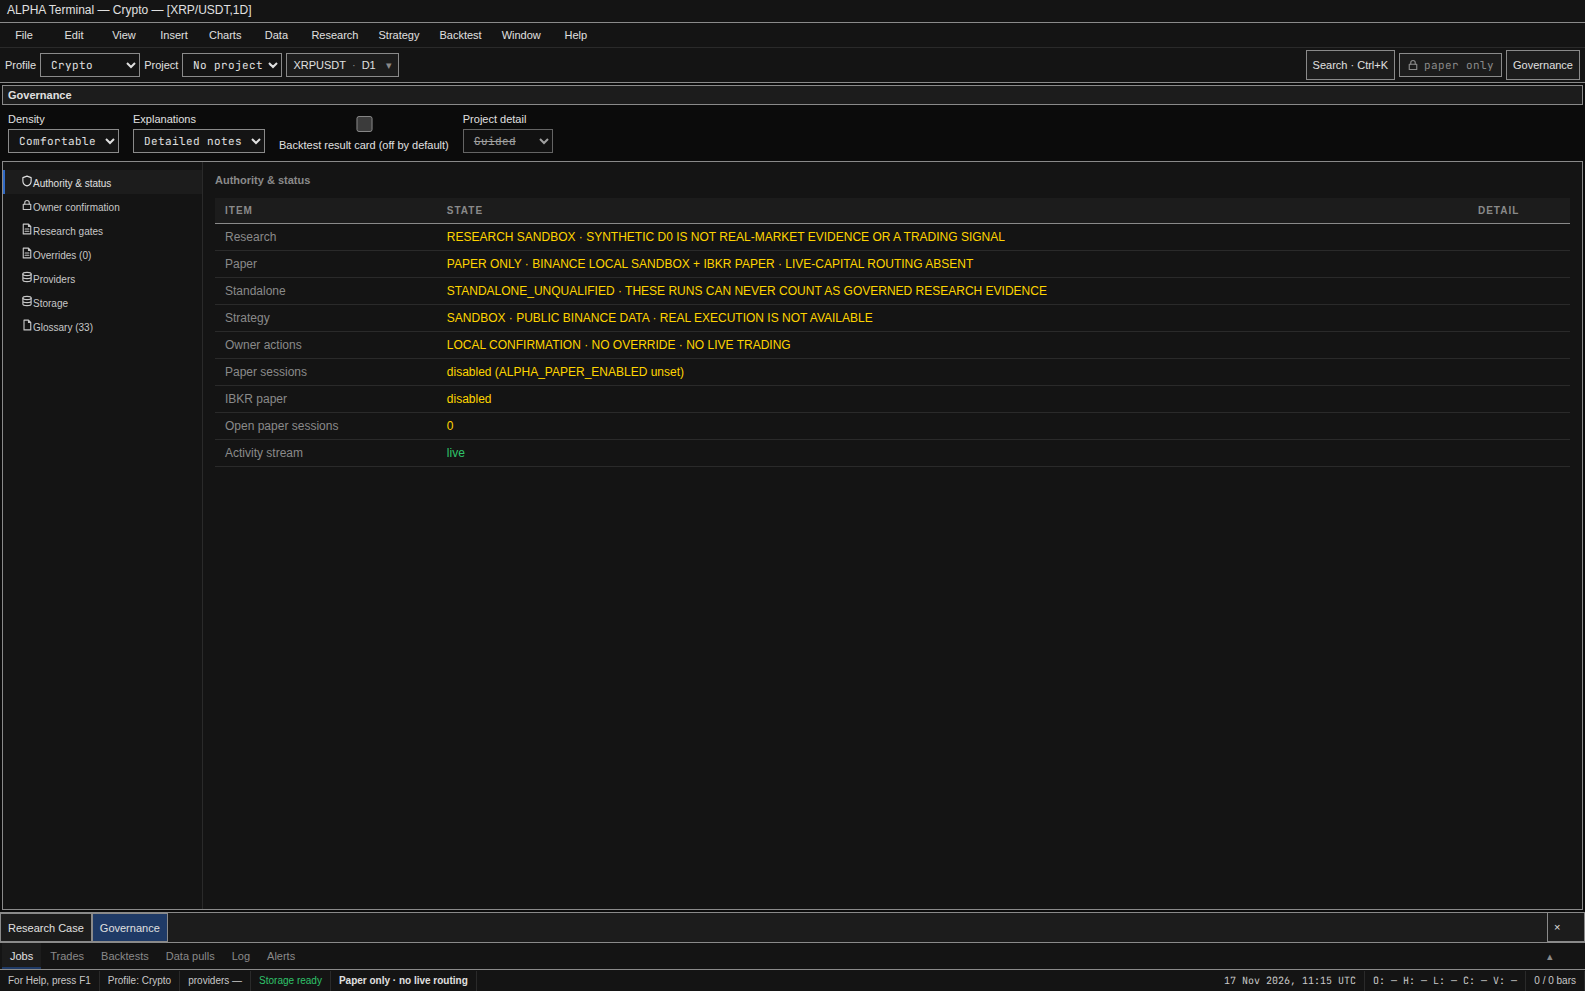 ALPHA Terminal — Crypto — [XRP/USDT,1D]
File Edit View Insert Charts Data Research Strategy Backtest Window Help
Profile Crypto Project No project XRPUSDT · D1 ▾ Search · Ctrl+K paper only Governance
Governance
Density Explanations Project detail
Comfortable Detailed notes Backtest result card (off by default) Guided
Authority & status
Owner confirmation
Research gates
Overrides (0)
Providers
Storage
Glossary (33)
Authority & status
ITEM STATE DETAIL
Research RESEARCH SANDBOX · SYNTHETIC D0 IS NOT REAL-MARKET EVIDENCE OR A TRADING SIGNAL
Paper PAPER ONLY · BINANCE LOCAL SANDBOX + IBKR PAPER · LIVE-CAPITAL ROUTING ABSENT
Standalone STANDALONE_UNQUALIFIED · THESE RUNS CAN NEVER COUNT AS GOVERNED RESEARCH EVIDENCE
Strategy SANDBOX · PUBLIC BINANCE DATA · REAL EXECUTION IS NOT AVAILABLE
Owner actions LOCAL CONFIRMATION · NO OVERRIDE · NO LIVE TRADING
Paper sessions disabled (ALPHA_PAPER_ENABLED unset)
IBKR paper disabled
Open paper sessions 0
Activity stream live
Research Case Governance ×
Jobs Trades Backtests Data pulls Log Alerts ▴
For Help, press F1 Profile: Crypto providers — Storage ready Paper only · no live routing 17 Nov 2026, 11:15 UTC O: — H: — L: — C: — V: — 0 / 0 bars